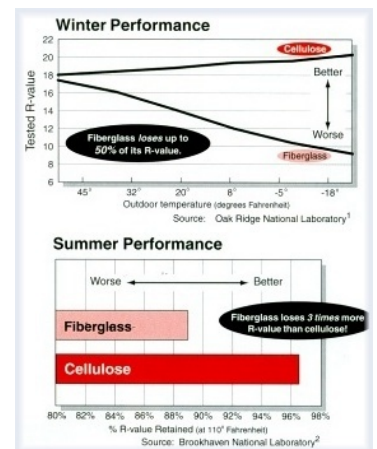 Winter Performance
22
20
18
16
14
12
10
8
6
Tested R-value
Cellulose
Better
Worse
Fiberglass loses up to
50% of its R-value.
Fiberglass
45° 32° 20° 8° -5° -18°
Outdoor temperature (degrees Fahrenheit)
Source: Oak Ridge National Laboratory1
Summer Performance
Worse Better
Fiberglass loses 3 times more
R-value than cellulose!
Fiberglass
Cellulose
80% 82% 84% 86% 88% 90% 92% 94% 96% 98%
% R-value Retained (at 110° Fahrenheit)
Source: Brookhaven National Laboratory2